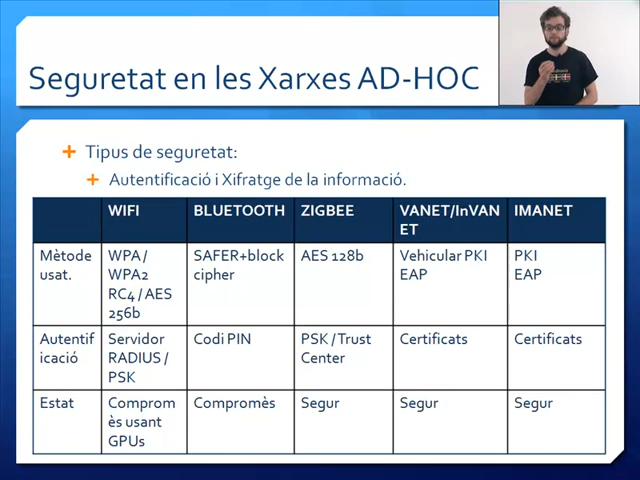 Seguretat en les Xarxes AD-HOC
Tipus de seguretat:
Autentificació i Xifratge de la informació.
WIFI BLUETOOTH ZIGBEE VANET/InVAN
ET IMANET
Mètode
usat. WPA /
WPA2
RC4 / AES
256b SAFER+block
cipher AES 128b Vehicular PKI
EAP PKI
EAP
Autentif
icació Servidor
RADIUS /
PSK Codi PIN PSK / Trust
Center Certificats Certificats
Estat Comprom
ès usant
GPUs Compromès Segur Segur Segur